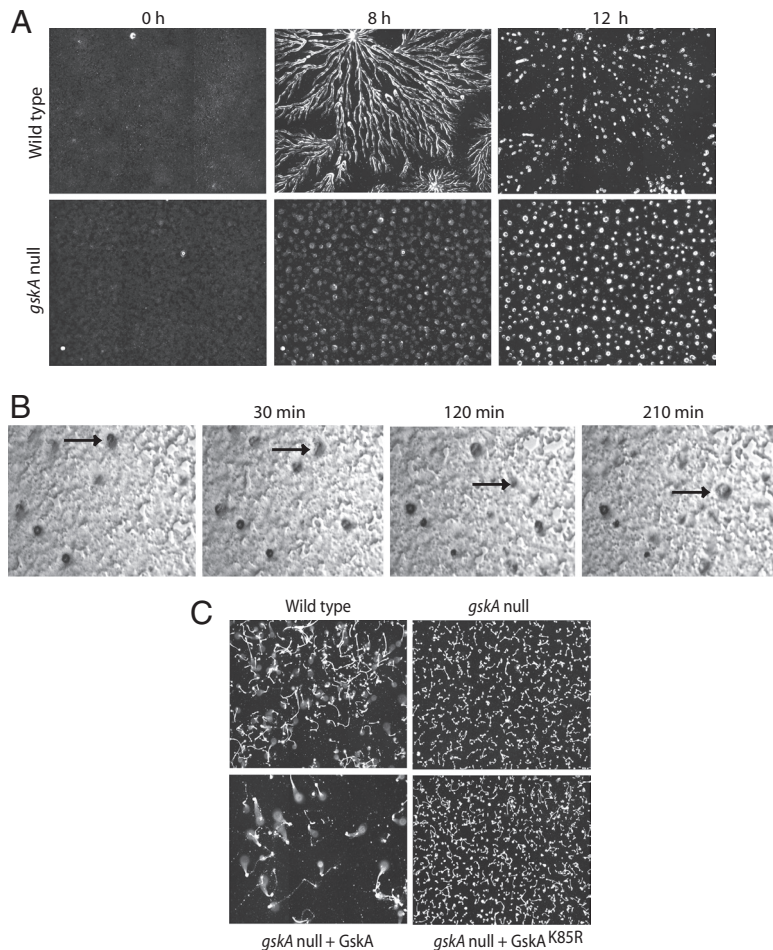 A
0 h
8 h
12 h
Wild type
gskA null
B
30 min
120 min
210 min
C
Wild type
gskA null
gskA null + GskA
gskA null + GskA^K85R